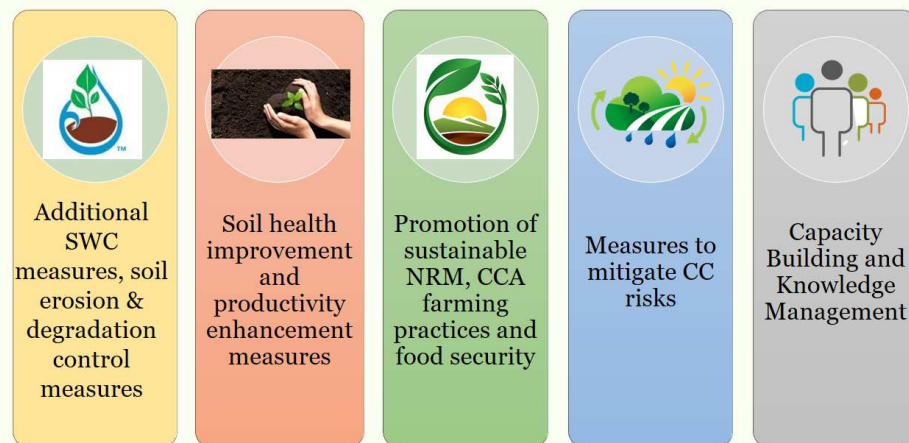 Additional
SWC
measures, soil
erosion &
degradation
control
measures
Soil health
improvement
and
productivity
enhancement
measures
Promotion of
sustainable
NRM, CCA
farming
practices and
food security
Measures to
mitigate CC
risks
Capacity
Building and
Knowledge
Management
TM